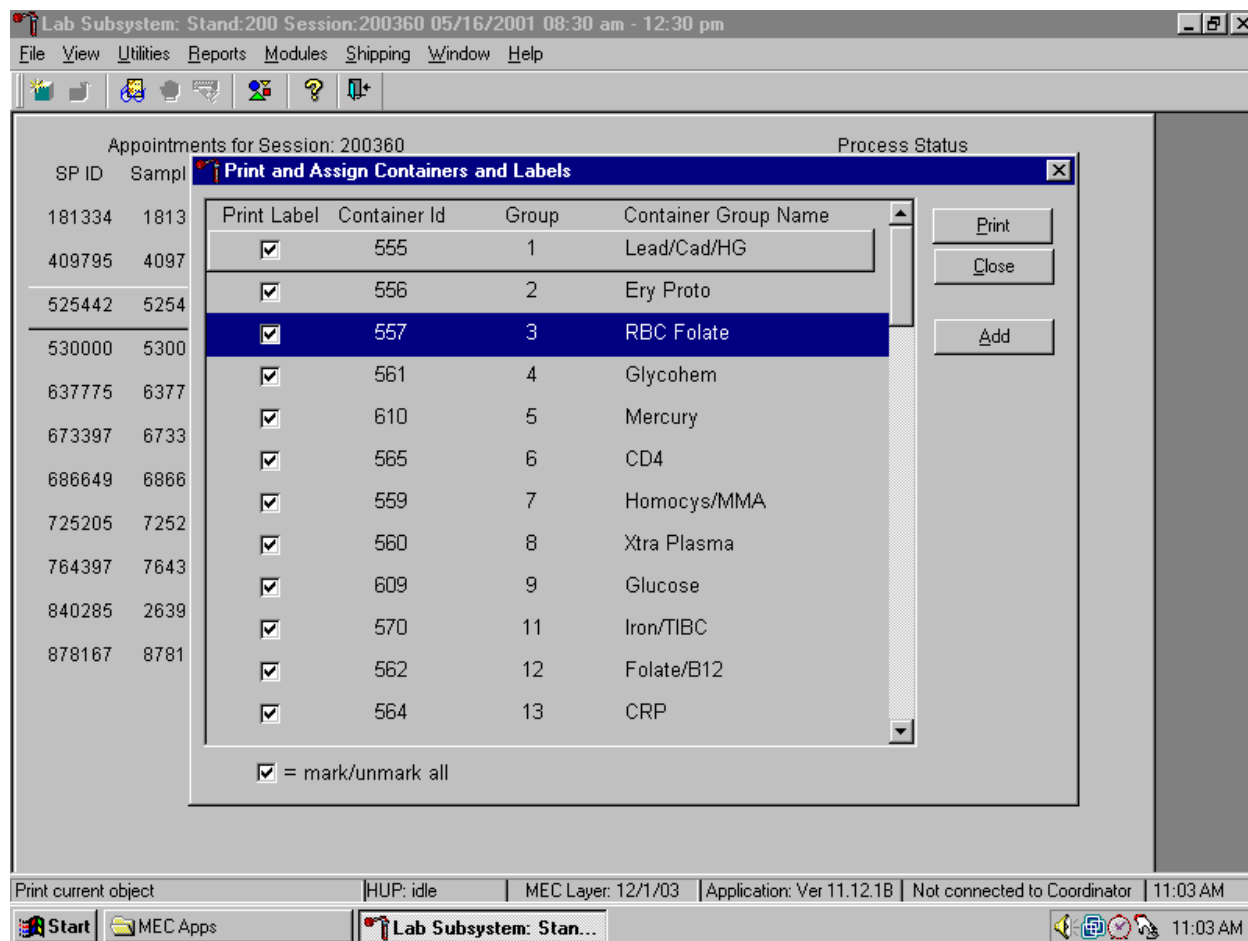 Lab Subsystem: Stand:200 Session:200360 05/16/2001 08:30 am - 12:30 pm
File View Utilities Reports Modules Shipping Window Help
Appointments for Session: 200360 Process Status
SP ID Sampl
181334 1813
409795 4097
525442 5254
530000 5300
637775 6377
673397 6733
686649 6866
725205 7252
764397 7643
840285 2639
878167 8781
Print and Assign Containers and Labels
Print Label Container Id Group Container Group Name
555 1 Lead/Cad/HG
556 2 Ery Proto
557 3 RBC Folate
561 4 Glycohem
610 5 Mercury
565 6 CD4
559 7 Homocys/MMA
560 8 Xtra Plasma
609 9 Glucose
570 11 Iron/TIBC
562 12 Folate/B12
564 13 CRP
= mark/unmark all
Print
Close
Add
Print current object HUP: idle MEC Layer: 12/1/03 Application: Ver 11.12.1B Not connected to Coordinator 11:03 AM
Start MEC Apps Lab Subsystem: Stan... 11:03 AM